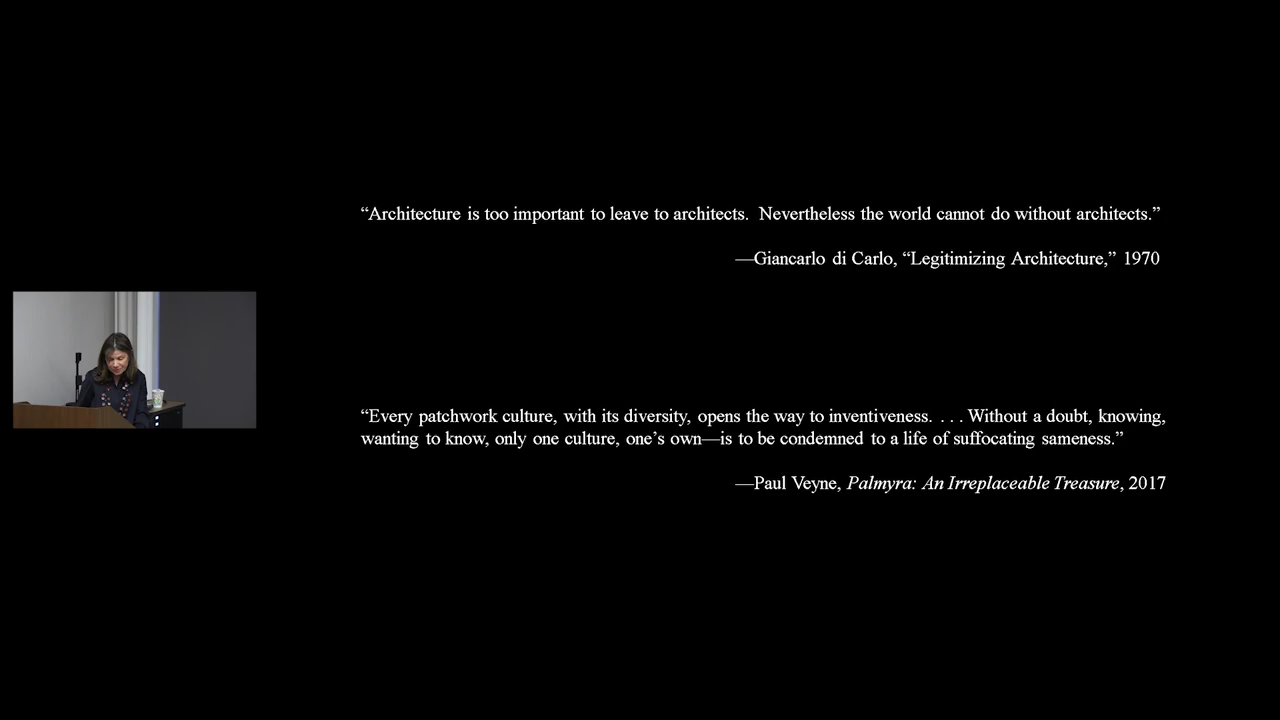 “Architecture is too important to leave to architects.  Nevertheless the world cannot do without architects.”
—Giancarlo di Carlo, “Legitimizing Architecture,” 1970
“Every patchwork culture, with its diversity, opens the way to inventiveness. . . . Without a doubt, knowing,
wanting to know, only one culture, one’s own—is to be condemned to a life of suffocating sameness.”
—Paul Veyne, Palmyra: An Irreplaceable Treasure, 2017